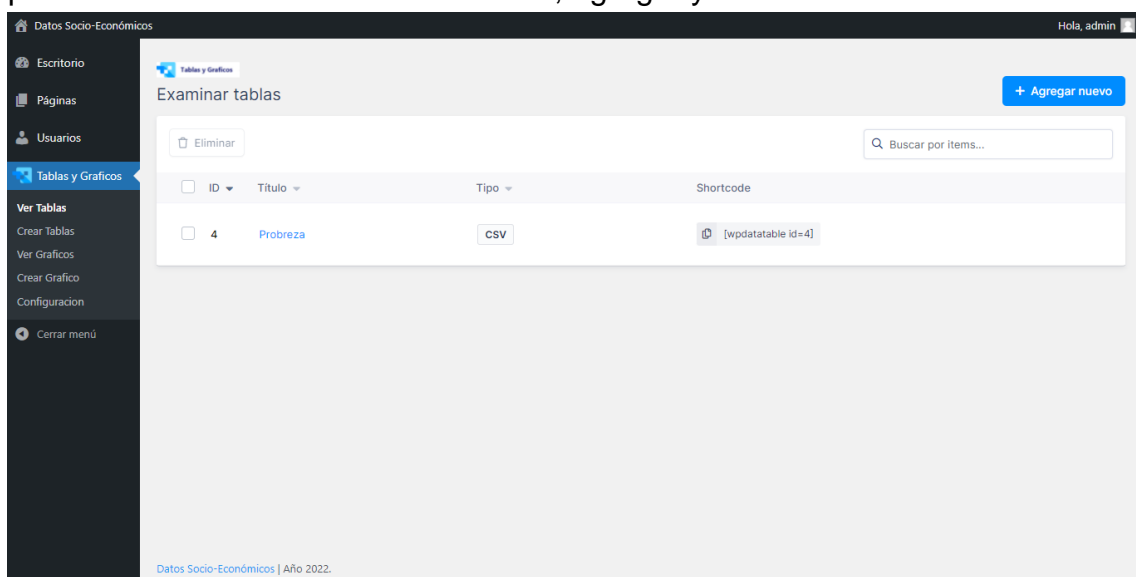 Datos Socio-Económicos
Hola, admin
Escritorio
Páginas
Usuarios
Tablas y Graficos
Ver Tablas
Crear Tablas
Ver Graficos
Crear Grafico
Configuracion
Cerrar menú
Tablas y Graficos
Examinar tablas
+ Agregar nuevo
Eliminar
Buscar por items...
ID Título Tipo Shortcode
4 Probreza CSV [wpdatatable id=4]
Datos Socio-Económicos | Año 2022.